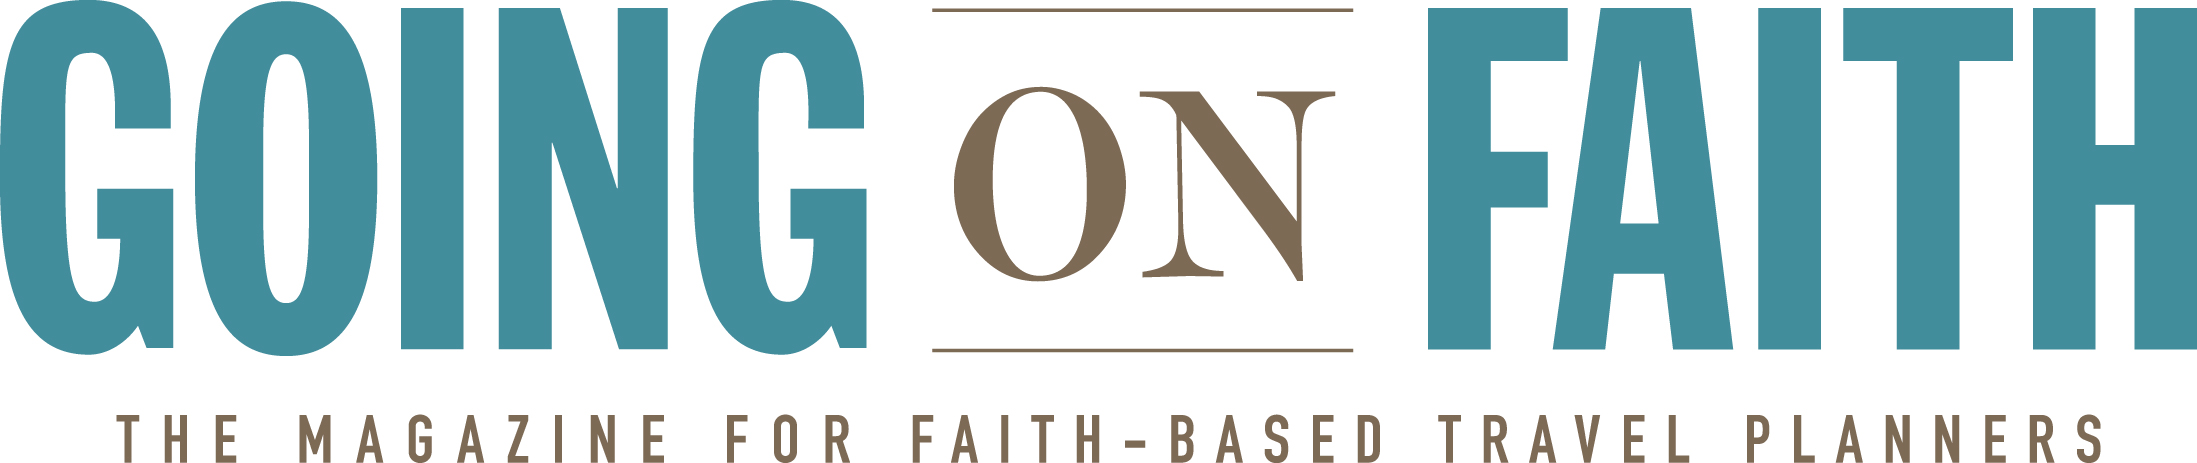 GOING ON FAITH
THE MAGAZINE FOR FAITH-BASED TRAVEL PLANNERS